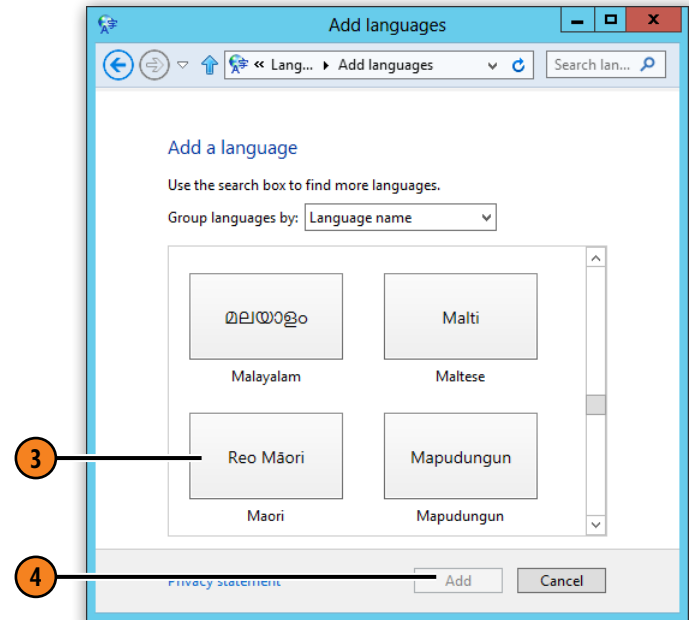 Add languages
« Lang... ▸ Add languages
Search lan...
Add a language
Use the search box to find more languages.
Group languages by: Language name
മലയാളം Malti
Malayalam Maltese
3
Reo Māori Mapudungun
Maori Mapudungun
4
Privacy statement Add Cancel